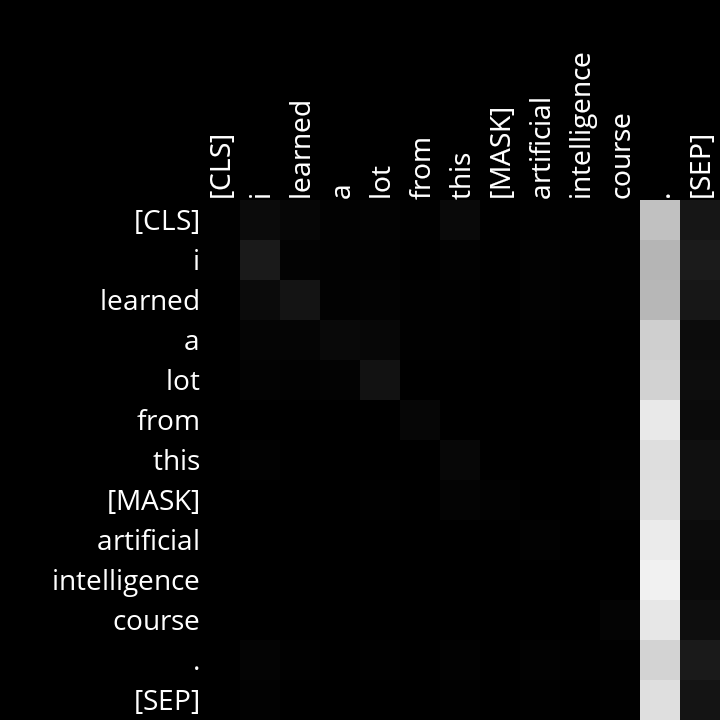 [CLS]
i
learned
a
lot
from
this
[MASK]
artificial
intelligence
course
.
[SEP]
[CLS]
i
learned
a
lot
from
this
[MASK]
artificial
intelligence
course
.
[SEP]